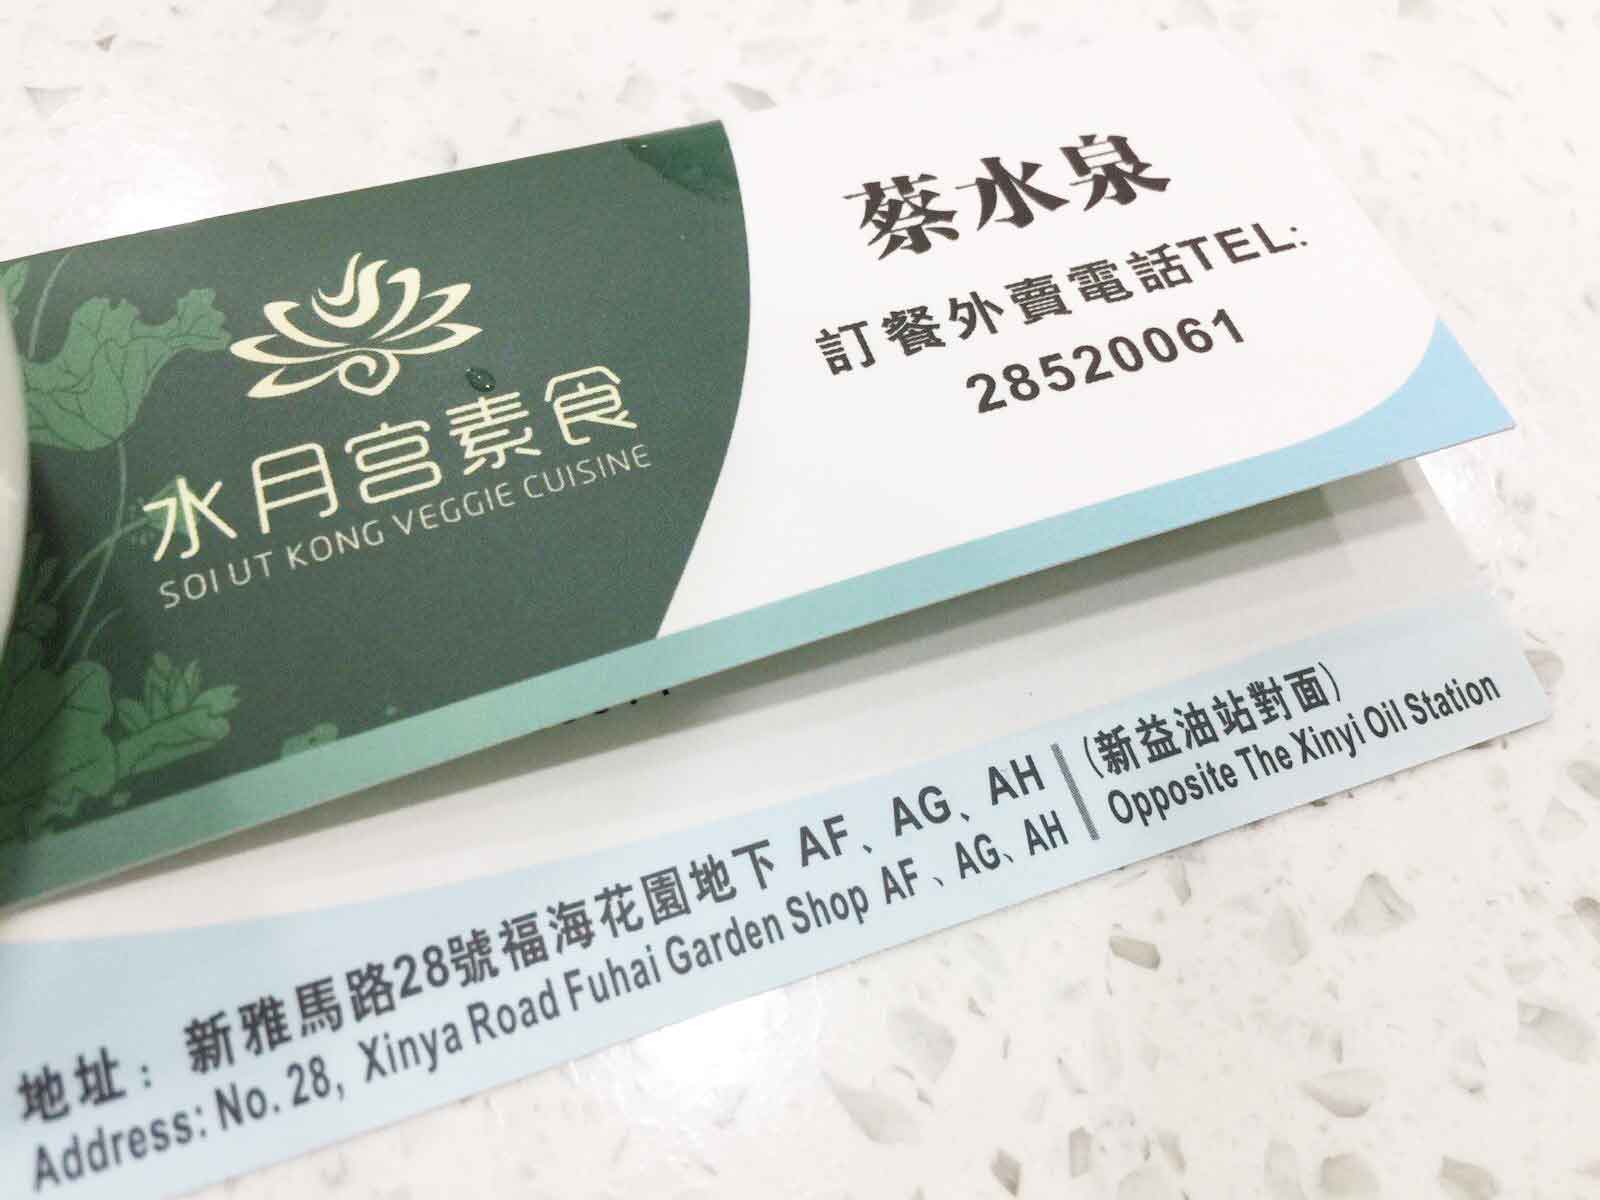 蔡水泉
訂餐外賣電話TEL:
28520061
水月宮素食
SOI UT KONG VEGGIE CUISINE
地址：新雅馬路28號福海花園地下 AF、AG、AH
(新益油站對面)
Address: No. 28, Xinya Road Fuhai Garden Shop AF、AG、AH
Opposite The Xinyi Oil Station